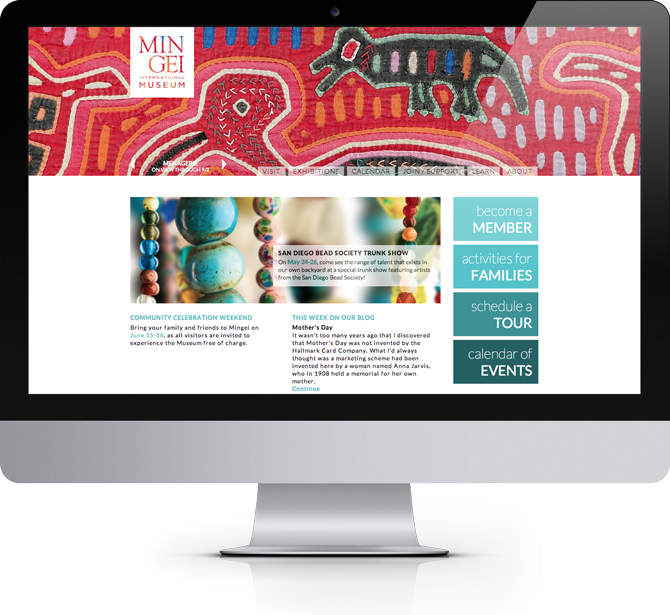 MIN
GEI
INTERNATIONAL
MUSEUM
MENAGERIE
ON VIEW THROUGH 1/2
VISIT EXHIBITIONS CALENDAR JOIN / SUPPORT LEARN ABOUT
SAN DIEGO BEAD SOCIETY TRUNK SHOW
On May 24-26, come see the range of talent that exists in
our own backyard at a special trunk show featuring artists
from the San Diego Bead Society!
become a
MEMBER
activities for
FAMILIES
schedule a
TOUR
calendar of
EVENTS
COMMUNITY CELEBRATION WEEKEND
Bring your family and friends to Mingei on
June 15-16, as all visitors are invited to
experience the Museum free of charge.
THIS WEEK ON OUR BLOG
Mother's Day
It wasn't too many years ago that I discovered
that Mother's Day was not invented by the
Hallmark Card Company. What I'd always
thought was a marketing scheme had been
invented here by a woman named Anna Jarvis,
who in 1908 held a memorial for her own
mother.
Continue